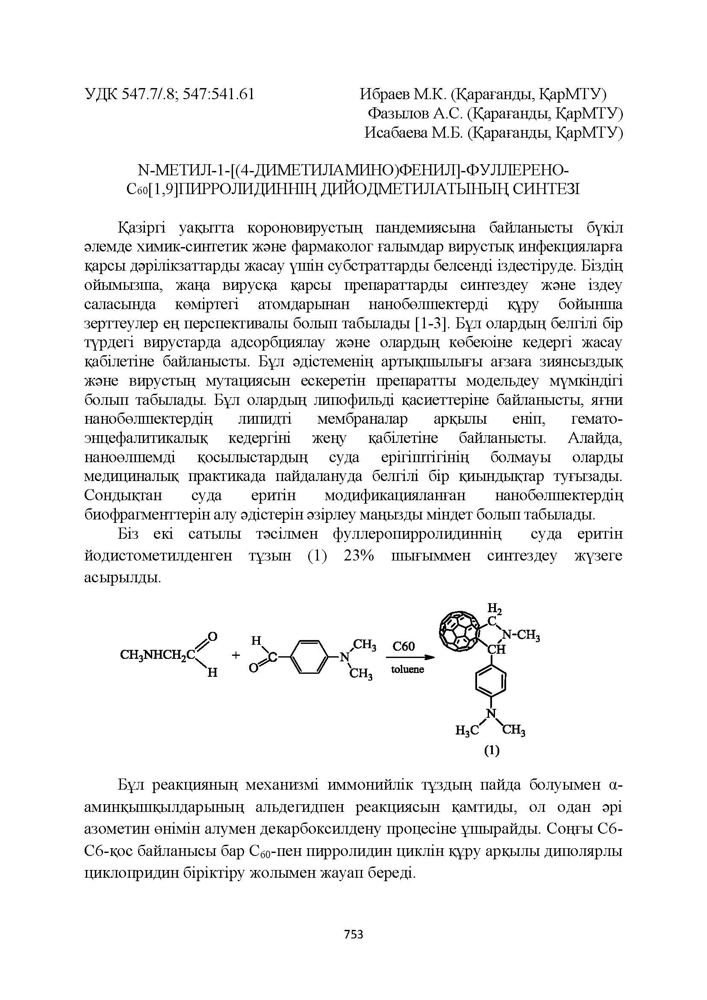 УДК 547.7/.8; 547:541.61 Ибраев М.К. (Қарағанды, ҚарМТУ)
Фазылов А.С. (Қарағанды, ҚарМТУ)
Исабаева М.Б. (Қарағанды, ҚарМТУ)
N-МЕТИЛ-1-[(4-ДИМЕТИЛАМИНО)ФЕНИЛ]-ФУЛЛЕРЕНО-
C60[1,9]ПИРРОЛИДИННІҢ ДИЙОДМЕТИЛАТЫНЫҢ СИНТЕЗІ
Қазіргі уақытта короновирустың пандемиясына байланысты бүкіл
әлемде химик-синтетик және фармаколог ғалымдар вирустық инфекцияларға
қарсы дәрілікзаттарды жасау үшін субстраттарды белсенді іздестіруде. Біздің
ойымызша, жаңа вирусқа қарсы препараттарды синтездеу және іздеу
саласында көміртегі атомдарынан нанобөлшектерді құру бойынша
зерттеулер ең перспективалы болып табылады [1-3]. Бұл олардың белгілі бір
түрдегі вирустарда адсорбциялау және олардың көбеюіне кедергі жасау
қабілетіне байланысты. Бұл әдістеменің артықшылығы ағзаға зиянсыздық
және вирустың мутациясын ескеретін препаратты модельдеу мүмкіндігі
болып табылады. Бұл олардың липофильді қасиеттеріне байланысты, яғни
нанобөлшектердің липидті мембраналар арқылы еніп, гемато-
энцефалитикалық кедергіні жеңу қабілетіне байланысты. Алайда,
наноөлшемді қосылыстардың суда ерігіштігінің болмауы оларды
медициналық практикада пайдалануда белгілі бір қиындықтар туғызады.
Сондықтан суда еритін модификацияланған нанобөлшектердің
биофрагменттерін алу әдістерін әзірлеу маңызды міндет болып табылады.
Біз екі сатылы тәсілмен фуллеропирролидиннің суда еритін
йодистометилденген тұзын (1) 23% шығыммен синтездеу жүзеге
асырылды.
H2
C
N-CH3
CH
O
CH3NHCH2C
H
+
H
C
O
N
CH3
CH3
C60
toluene
N
H3C
CH3
(1)
Бұл реакцияның механизмі иммонийлік тұздың пайда болуымен α-
аминқышқылдарының альдегидпен реакциясын қамтиды, ол одан әрі
азометин өнімін алумен декарбоксилдену процесіне ұшырайды. Соңғы С6-
С6-қос байланысы бар C60-пен пирролидин циклін құру арқылы диполярлы
циклопридин біріктіру жолымен жауап береді.
753